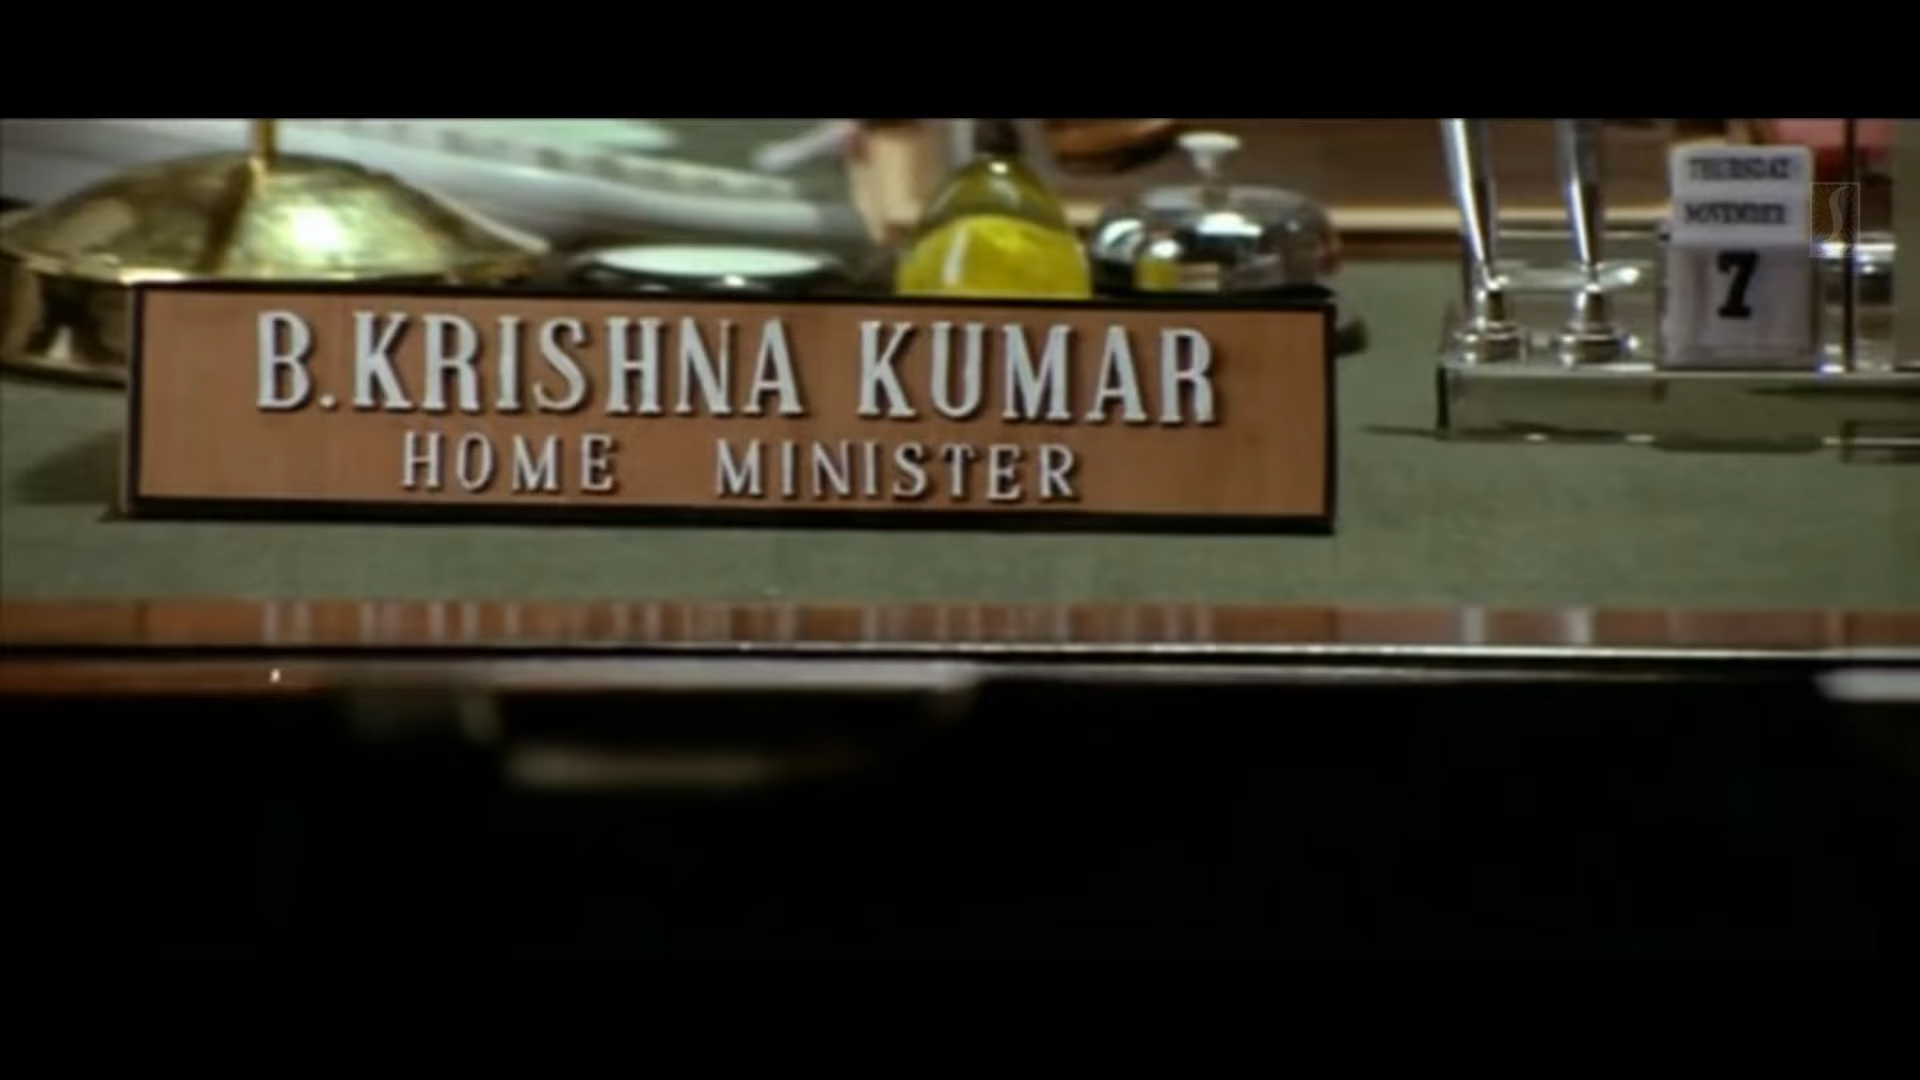 B.KRISHNA KUMAR
HOME MINISTER
THURSDAY
NOVEMBER
7